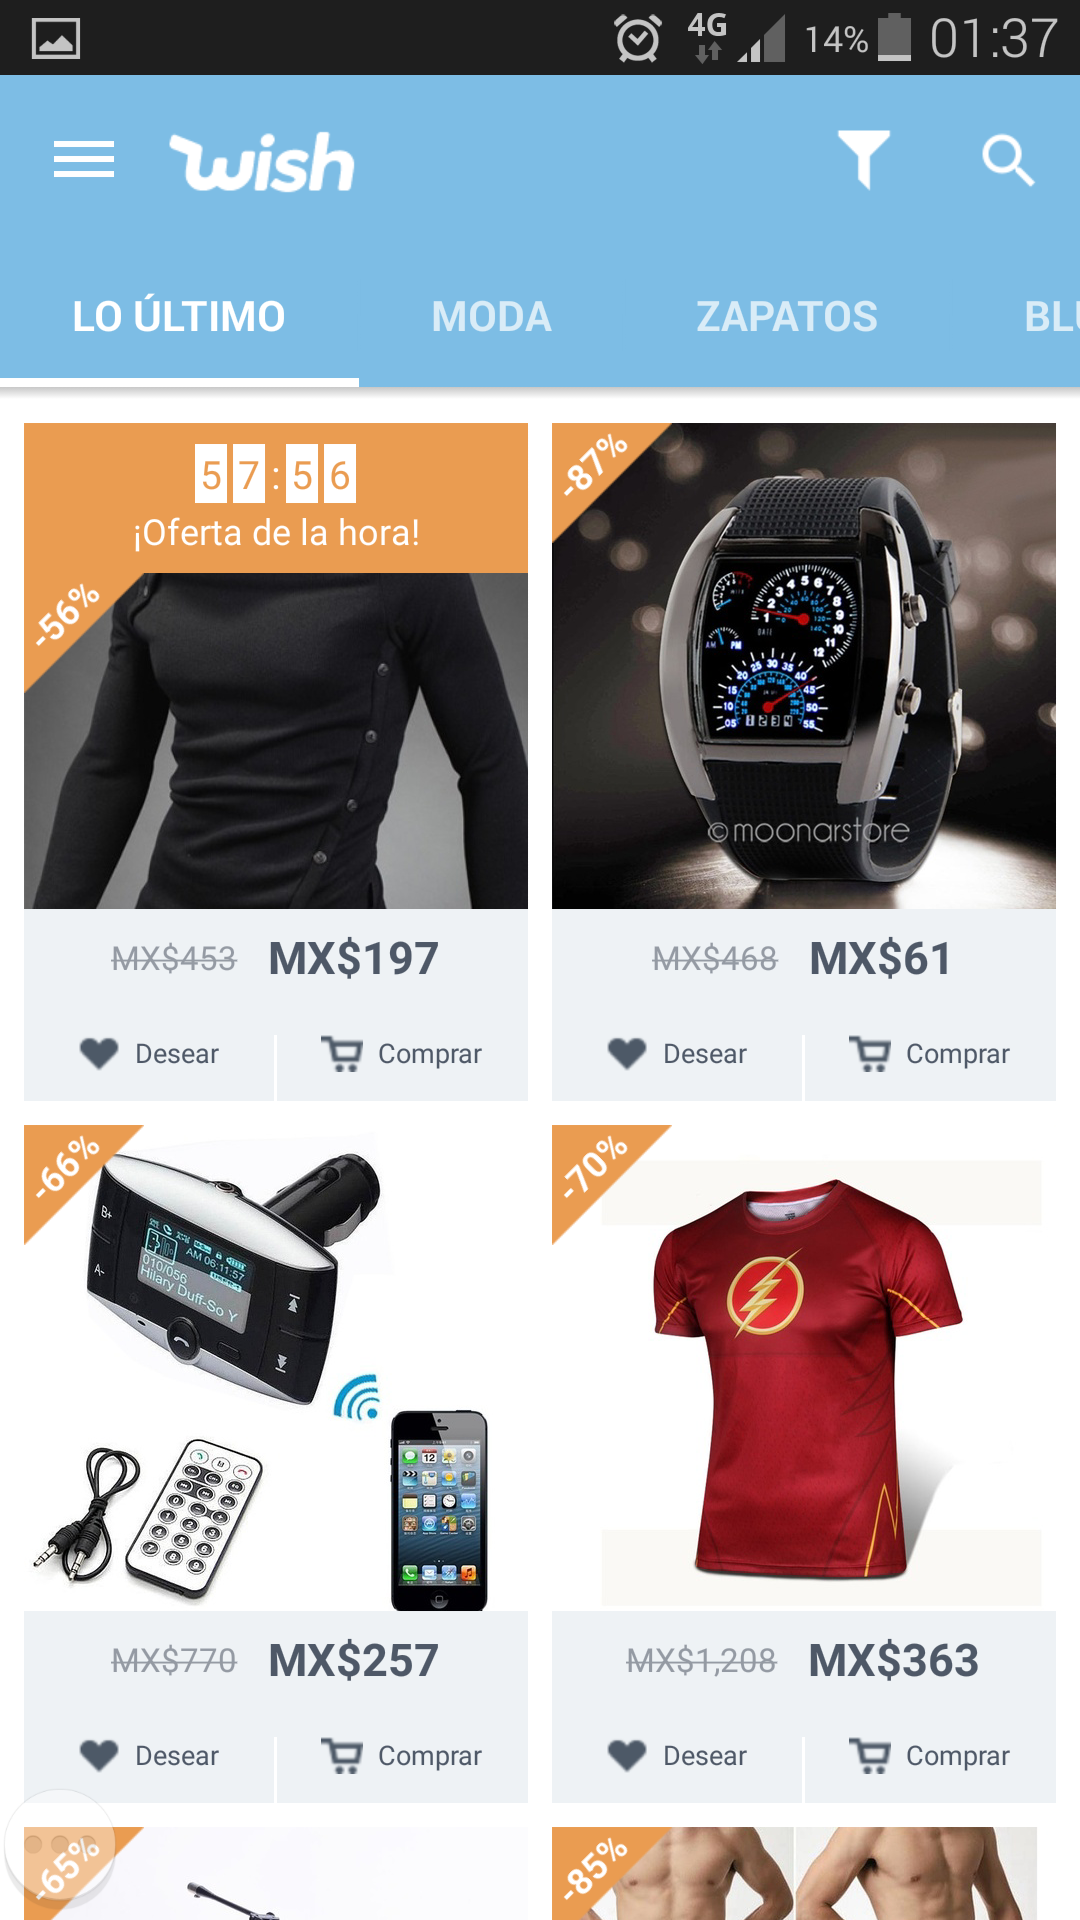 4G 14% 01:37
wish
LO ÚLTIMO MODA ZAPATOS BLU
57:56
¡Oferta de la hora!
-56%
-87%
©moonarstore
MX$453 MX$197
MX$468 MX$61
Desear Comprar
Desear Comprar
-66%
B+
A-
AM 06:11:57
010/056
Hilary Duff-So Y
-70%
MX$770 MX$257
MX$1,208 MX$363
Desear Comprar
Desear Comprar
-65%
-85%